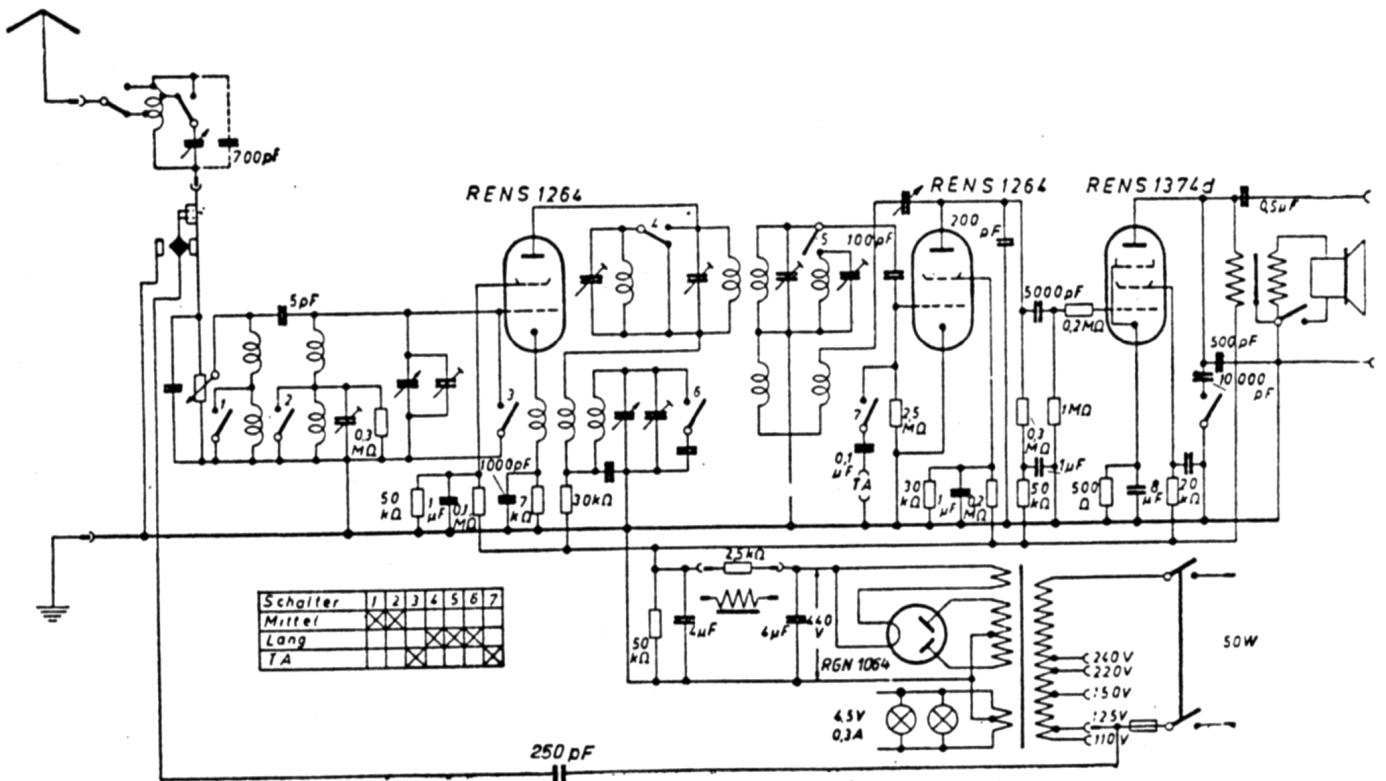 700pF
RENS 1264
RENS 1264
RENS 1374d
200
pF
0,5µF
4
5
100pF
5pF
5000pF
0,2MΩ
500pF
10000
pF
1
2
3
6
7
0,3
MΩ
2,5
MΩ
0,3
MΩ
1MΩ
0,1
µF
TA
1000pF
50
kΩ
1
µF
0,1
MΩ
7
kΩ
30kΩ
30
kΩ
1
µF
0,2
MΩ
50
kΩ
1µF
500
Ω
8
µF
20
kΩ
2,5kΩ
50
kΩ
4µF
4µF
440
V
RGN 1064
4,5V
0,3A
240V
220V
150V
125V
110V
50W
Schalter 1 2 3 4 5 6 7
Mittel
Lang
TA
250pF